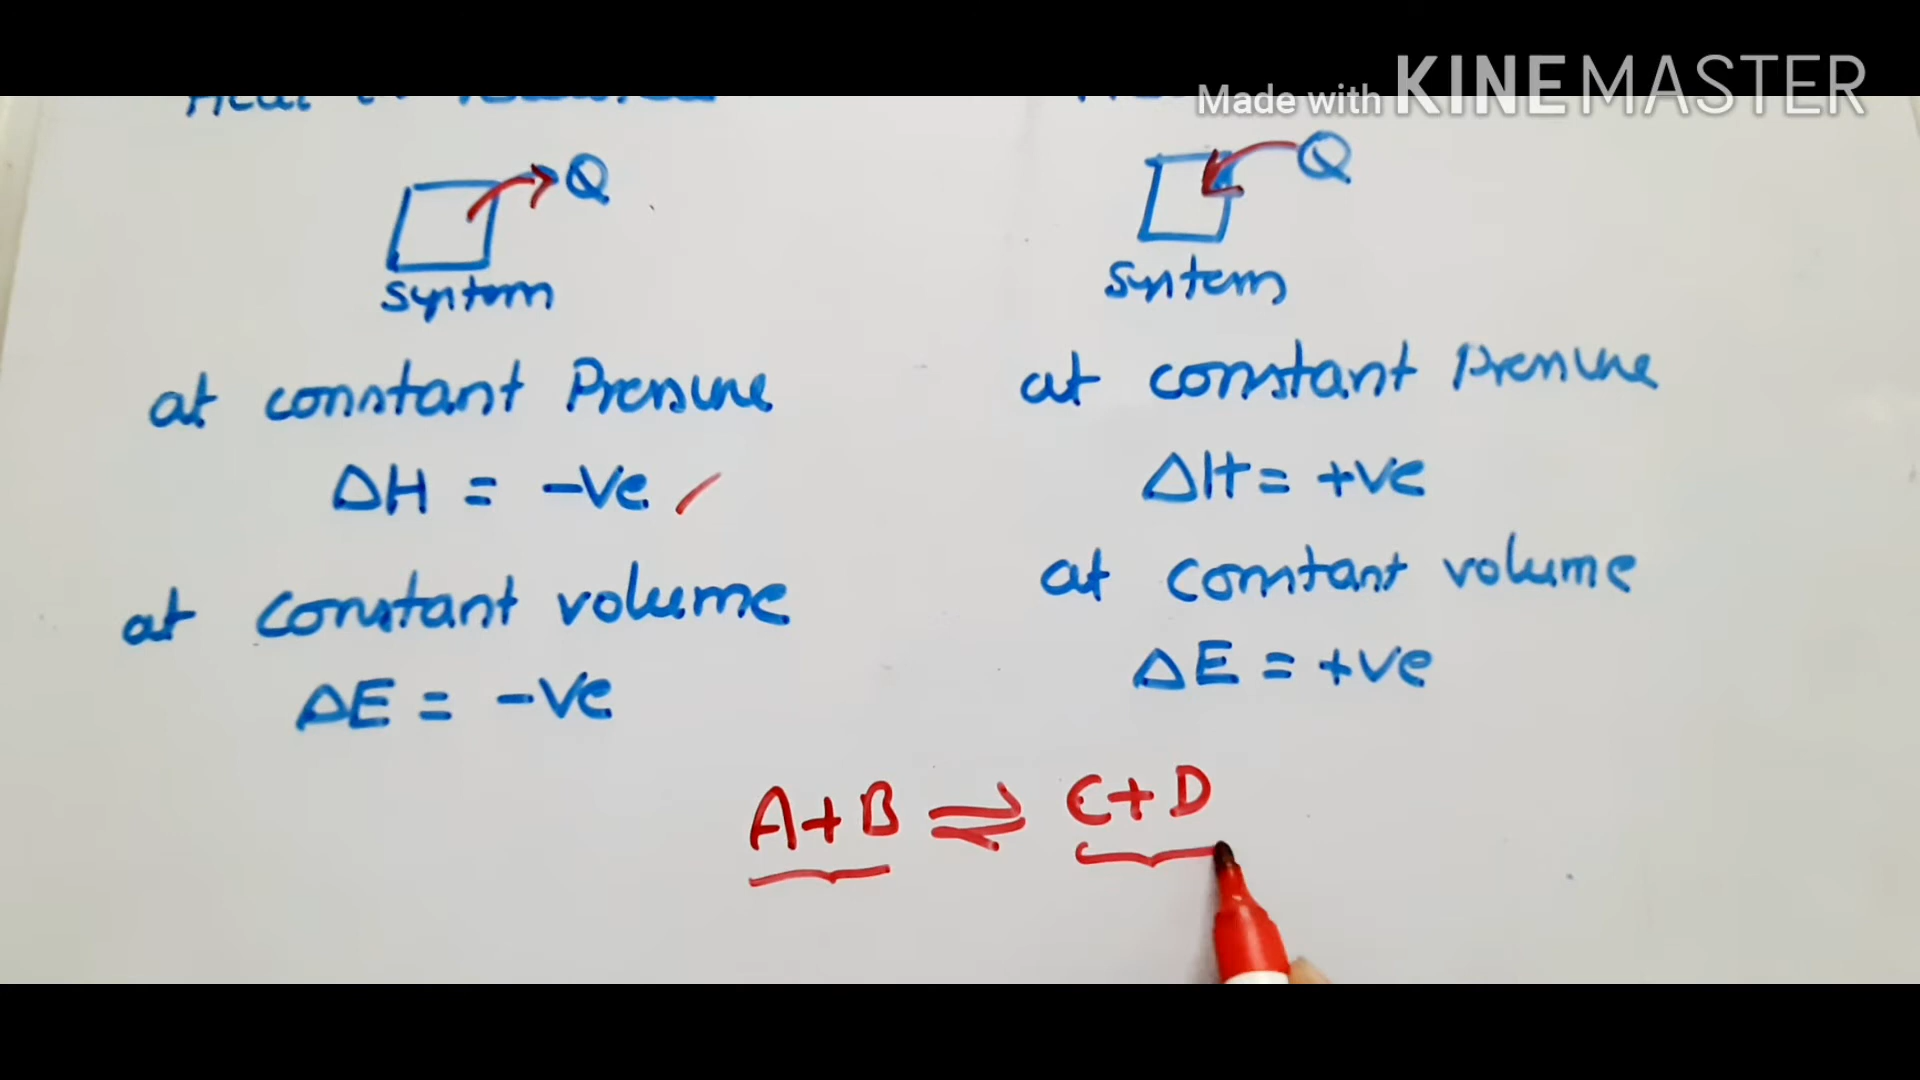 Made with KINEMASTER
Q
system
at constant Pressure
ΔH = -Ve
at constant volume
ΔE = -Ve
Q
system
at constant Pressure
ΔH = +ve
at constant volume
ΔE = +ve
A+B ⇌ C+D